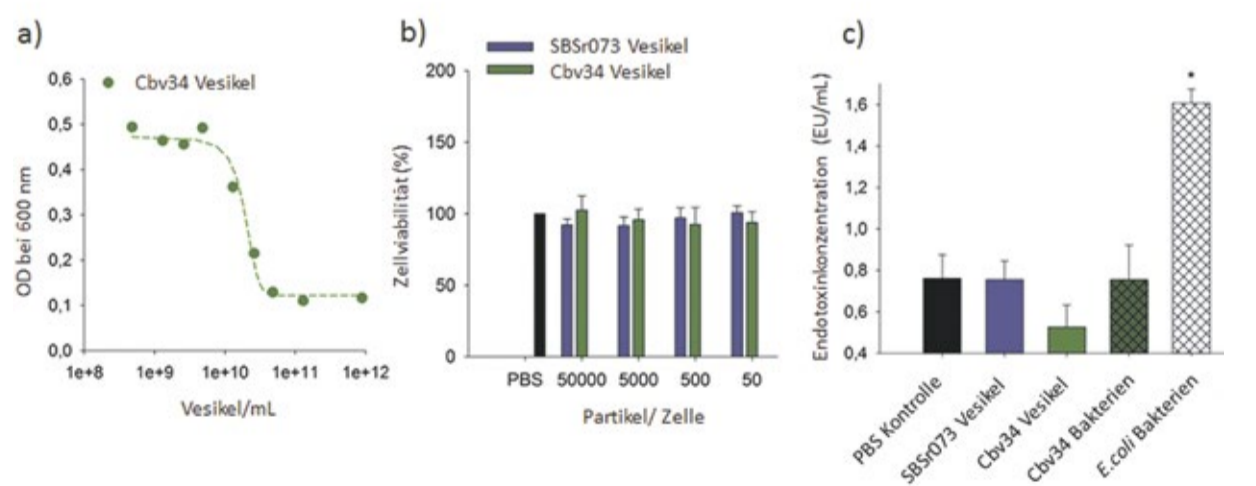 a)
Cbv34 Vesikel
OD bei 600 nm
0,6
0,5
0,4
0,3
0,2
0,1
0,0
1e+8 1e+9 1e+10 1e+11 1e+12
Vesikel/mL
b)
SBSr073 Vesikel
Cbv34 Vesikel
Zellviabilität (%)
200
150
100
50
0
PBS 50000 5000 500 50
Partikel/ Zelle
c)
Endotoxinkonzentration (EU/mL)
1,6
1,4
1,2
1,0
0,8
0,6
0,4
*
PBS Kontrolle
SBSr073 Vesikel
Cbv34 Vesikel
Cbv34 Bakterien
E.coli Bakterien